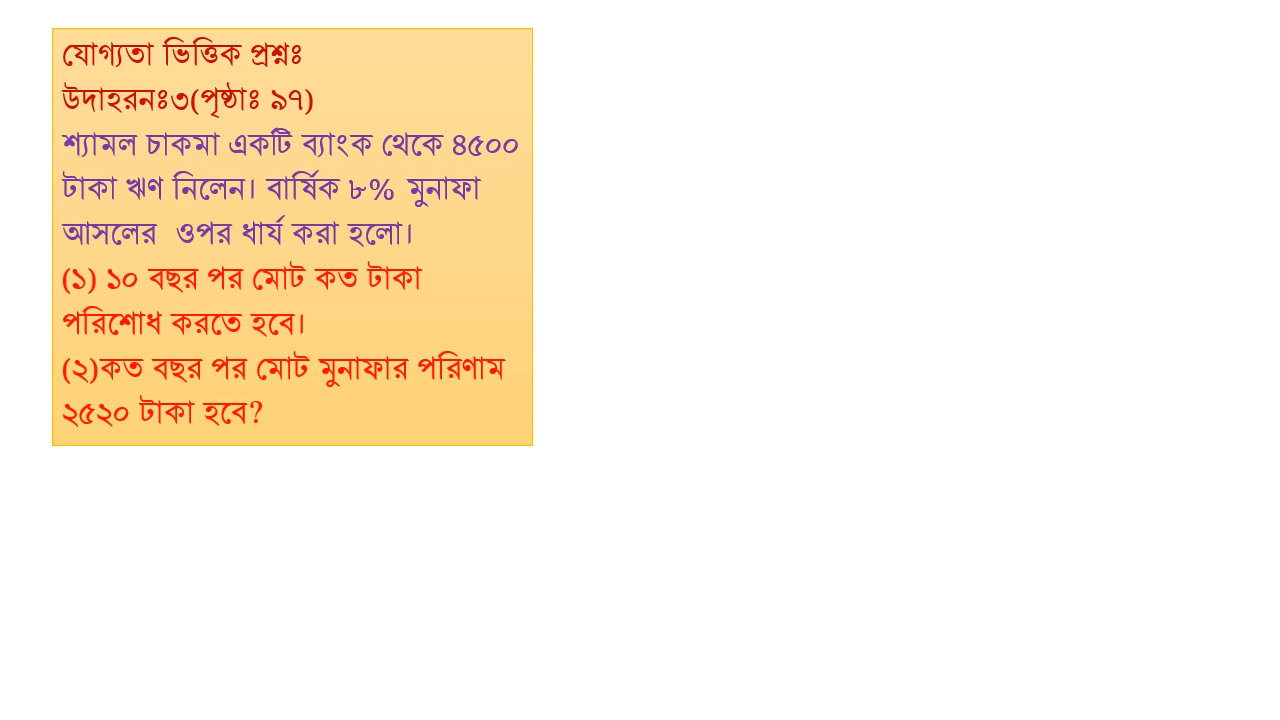 যোগ্যতা ভিত্তিক প্রশ্নঃ
উদাহরনঃ৩(পৃষ্ঠাঃ ৯৭)
শ্যামল চাকমা একটি ব্যাংক থেকে ৪৫০০
টাকা ঋণ নিলেন। বার্ষিক ৮% মুনাফা
আসলের ওপর ধার্য করা হলো।
(১) ১০ বছর পর মোট কত টাকা
পরিশোধ করতে হবে।
(২)কত বছর পর মোট মুনাফার পরিণাম
২৫২০ টাকা হবে?